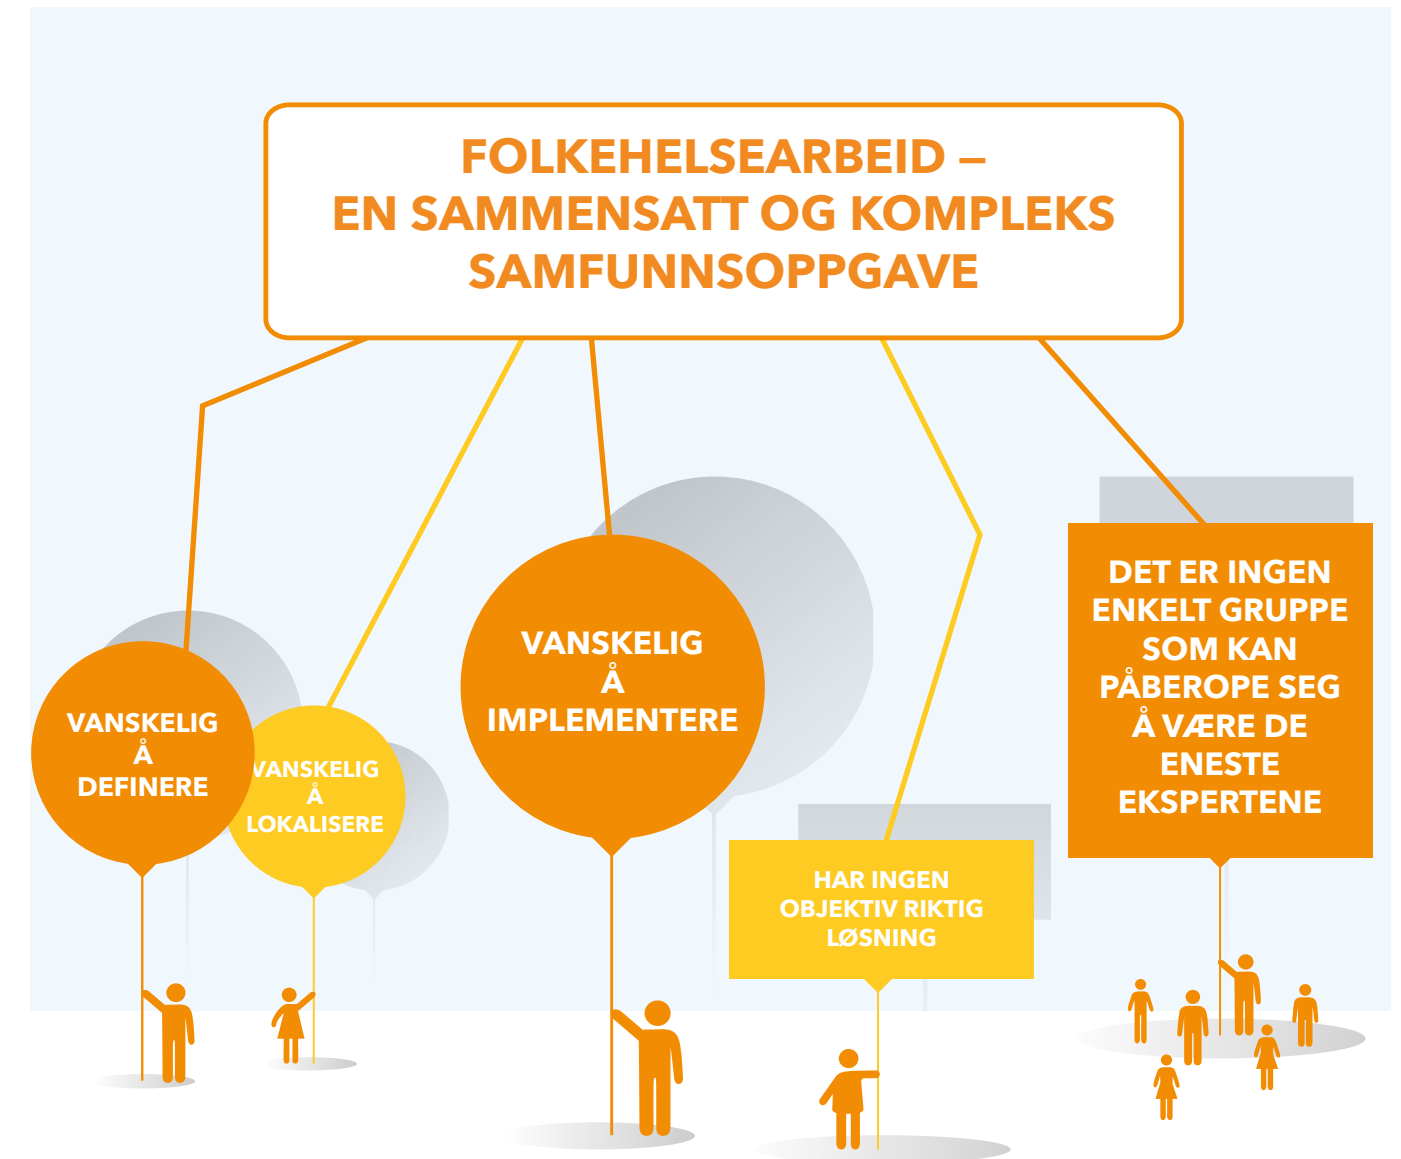 FOLKEHELSEARBEID –
EN SAMMENSATT OG KOMPLEKS
SAMFUNNSOPPGAVE
VANSKELIG
Å
DEFINERE
VANSKELIG
Å
LOKALISERE
VANSKELIG
Å
IMPLEMENTERE
HAR INGEN
OBJEKTIV RIKTIG
LØSNING
DET ER INGEN
ENKELT GRUPPE
SOM KAN
PÅBEROPE SEG
Å VÆRE DE
ENESTE
EKSPERTENE